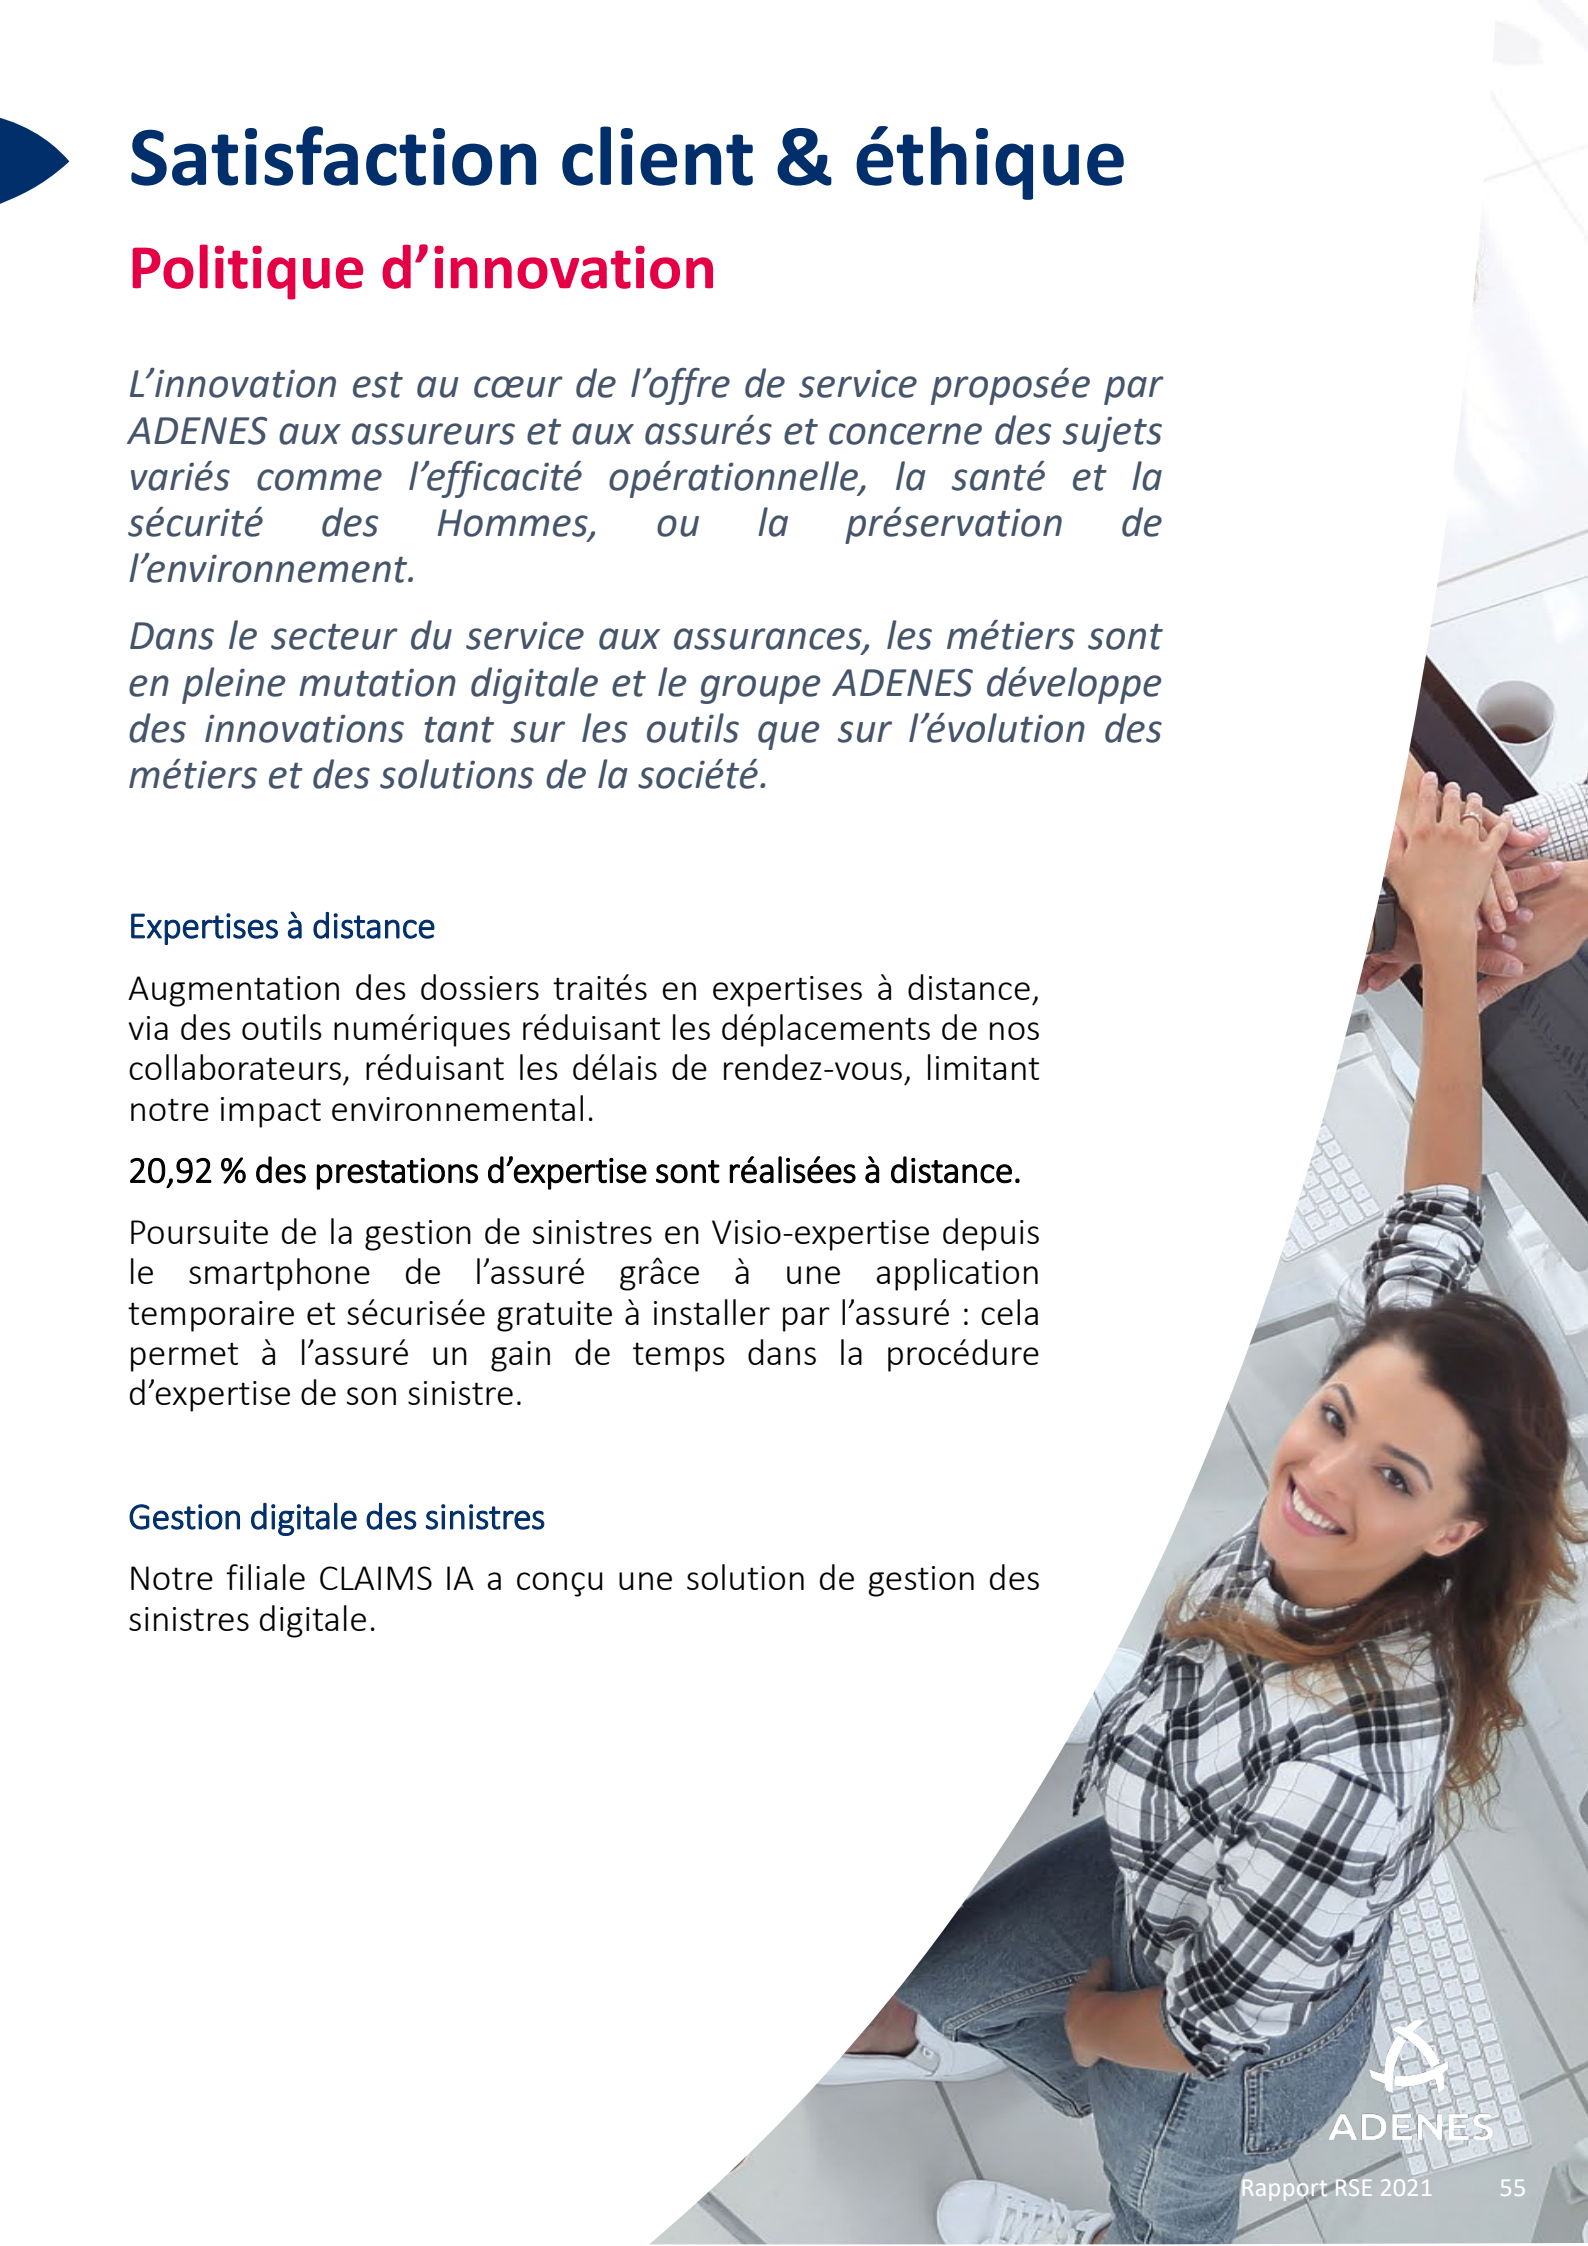 Satisfaction client & éthique
Politique d’innovation
L’innovation est au cœur de l’offre de service proposée par
ADENES aux assureurs et aux assurés et concerne des sujets
variés comme l’efficacité opérationnelle, la santé et la
sécurité des Hommes, ou la préservation de
l’environnement.
Dans le secteur du service aux assurances, les métiers sont
en pleine mutation digitale et le groupe ADENES développe
des innovations tant sur les outils que sur l’évolution des
métiers et des solutions de la société.
Expertises à distance
Augmentation des dossiers traités en expertises à distance,
via des outils numériques réduisant les déplacements de nos
collaborateurs, réduisant les délais de rendez-vous, limitant
notre impact environnemental.
20,92 % des prestations d’expertise sont réalisées à distance.
Poursuite de la gestion de sinistres en Visio-expertise depuis
le smartphone de l’assuré grâce à une application
temporaire et sécurisée gratuite à installer par l’assuré : cela
permet à l’assuré un gain de temps dans la procédure
d’expertise de son sinistre.
Gestion digitale des sinistres
Notre filiale CLAIMS IA a conçu une solution de gestion des
sinistres digitale.
ADENES
Rapport RSE 2021 55